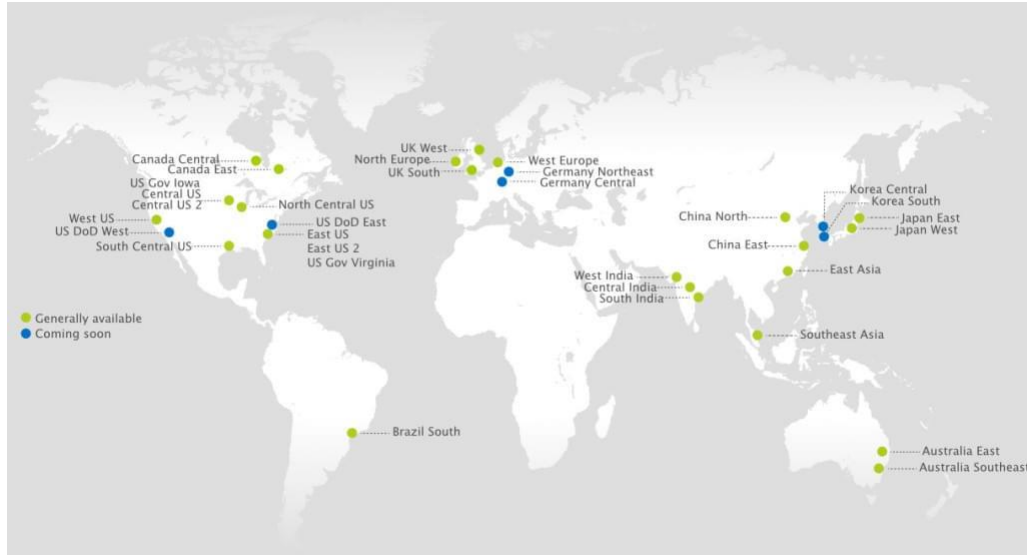 Canada Central
Canada East
US Gov Iowa
Central US
Central US 2
North Central US
West US
US DoD West
South Central US
US DoD East
East US
East US 2
US Gov Virginia
Generally available
Coming soon
Brazil South
UK West
North Europe
UK South
West Europe
Germany Northeast
Germany Central
Korea Central
Korea South
China North
Japan East
Japan West
China East
East Asia
West India
Central India
South India
Southeast Asia
Australia East
Australia Southeast